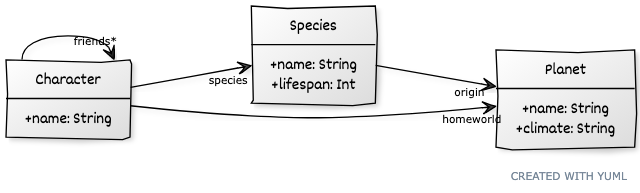 friends*
Character
+name: String
species
Species
+name: String
+lifespan: Int
origin
homeworld
Planet
+name: String
+climate: String
CREATED WITH YUML